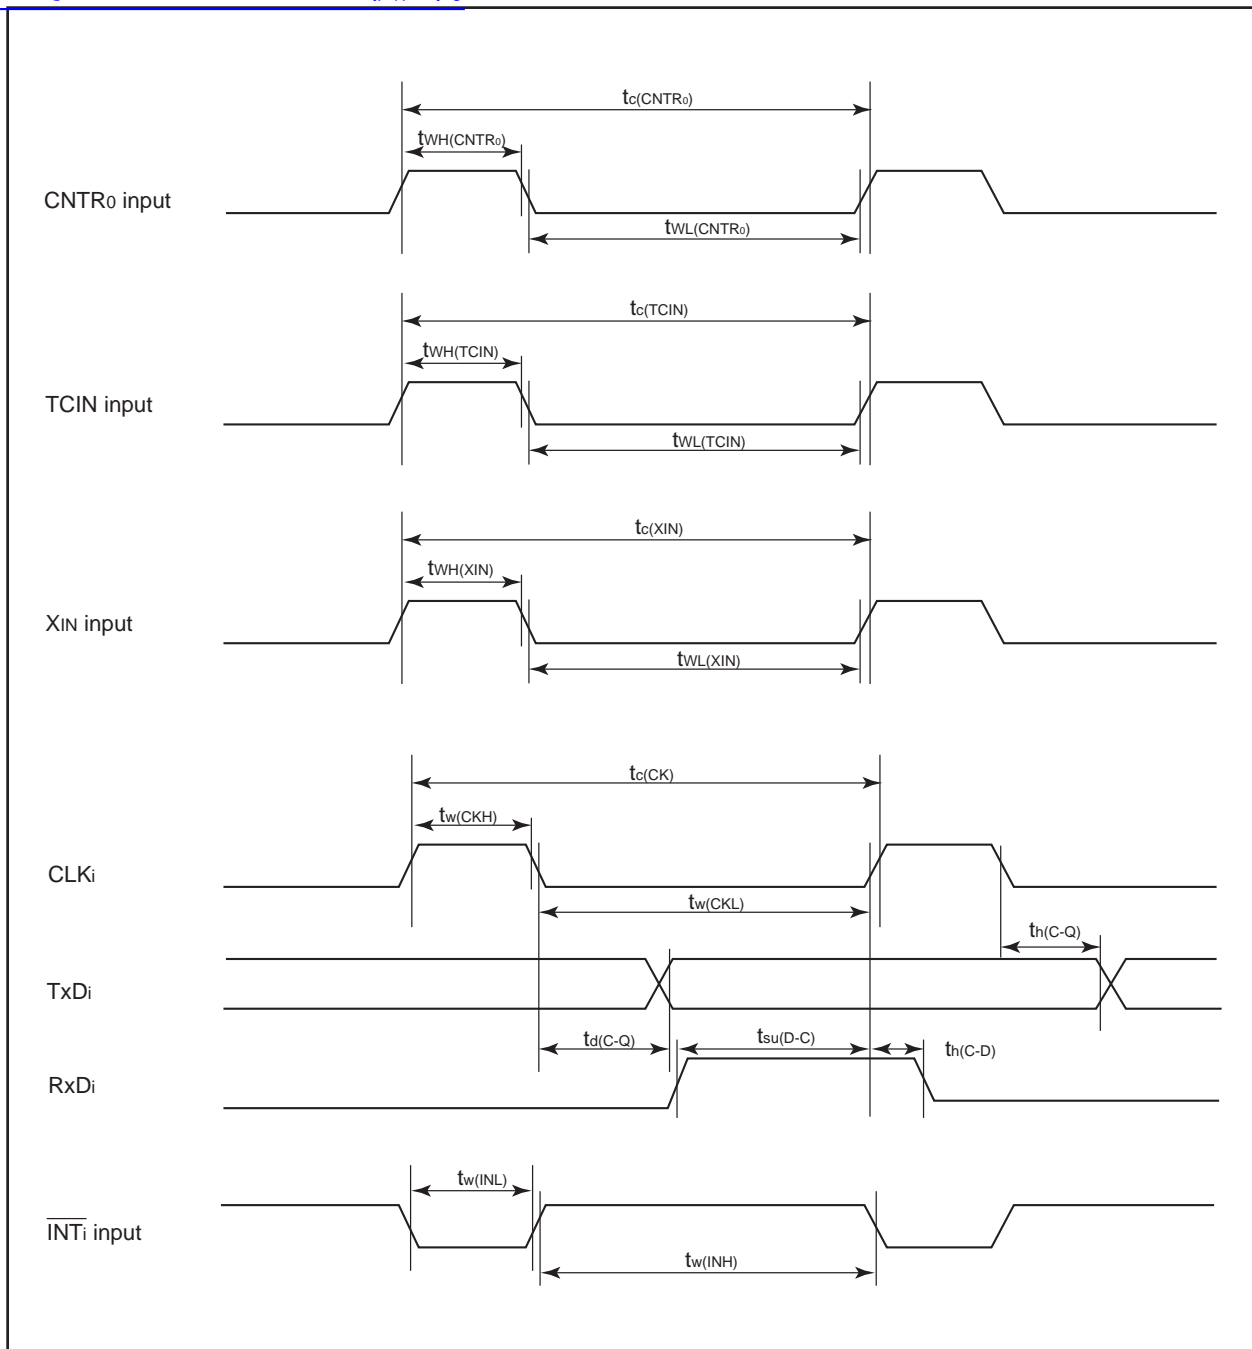 tc(CNTR0)
tWH(CNTR0)
CNTR0 input
tWL(CNTR0)
tc(TCIN)
tWH(TCIN)
TCIN input
tWL(TCIN)
tc(XIN)
tWH(XIN)
XIN input
tWL(XIN)
tc(CK)
tw(CKH)
CLKi
tw(CKL)
th(C-Q)
TxDi
td(C-Q)
tsu(D-C)
th(C-D)
RxDi
tw(INL)
INTi input
tw(INH)